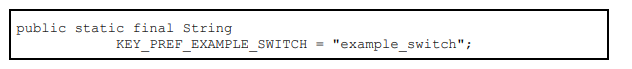 public static final String
KEY_PREF_EXAMPLE_SWITCH = "example_switch";